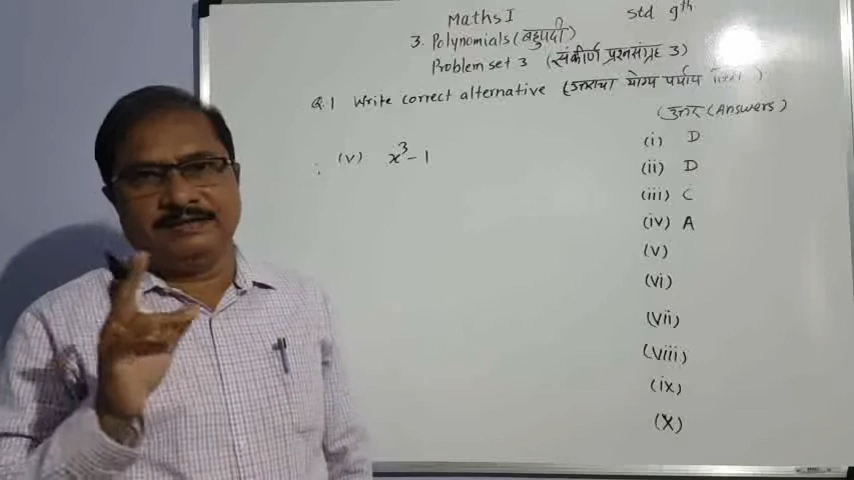 Maths I
Std 9th
3. Polynomials (बहुपदी)
Problem set 3 (संकीर्ण प्रश्नसंग्रह 3)
Q.1 Write correct alternative (उत्तराचा योग्य पर्याय
उत्तर (Answers)
: (v) x³-1
(i) D
(ii) D
(iii) C
(iv) A
(v)
(vi)
(vii)
(viii)
(ix)
(X)